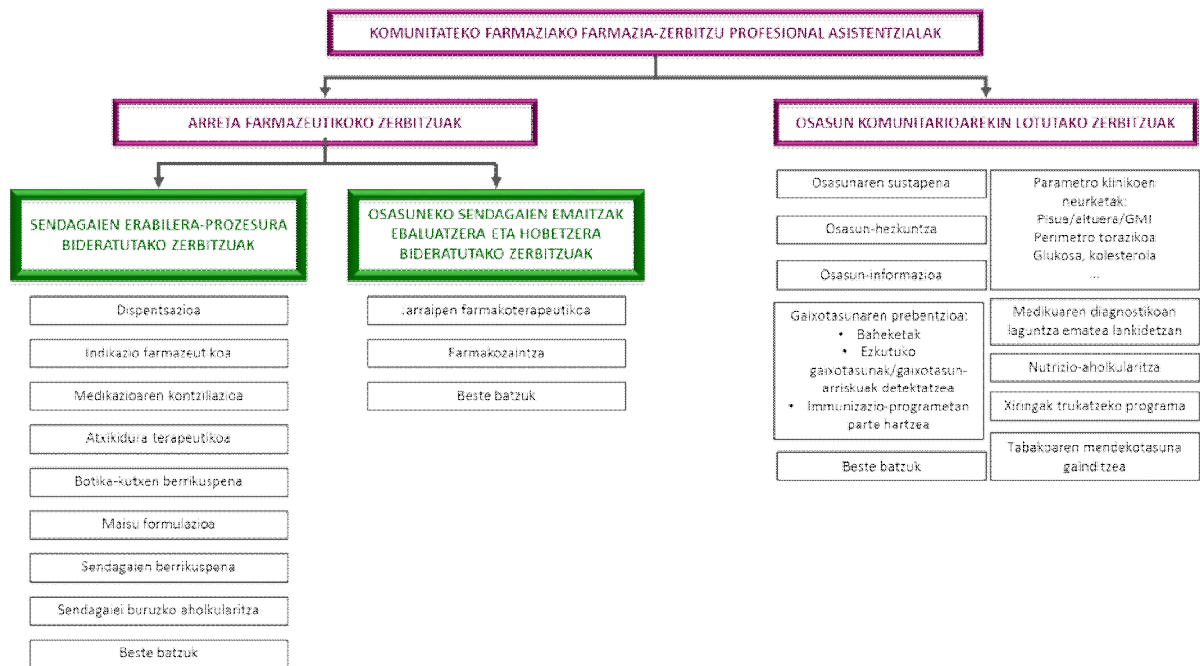 KOMUNITATEKO FARMAZIAKO FARMAZIA-ZERBITZU PROFESIONAL ASISTENTZIALAK
ARRETA FARMAZEUTIKOKO ZERBITZUAK
OSASUN KOMUNITARIOAREKIN LOTUTAKO ZERBITZUAK
SENDAGAIEN ERABILERA-PROZESURA
BIDERATUTAKO ZERBITZUAK
OSASUNEKO SENDAGAIEN EMAITZAK
EBALUATZERA ETA HOBETZERA
BIDERATUTAKO ZERBITZUAK
Dispentsazioa
Indikazio farmazeutikoa
Medikazioaren kontziliazioa
Atxikidura terapeutikoa
Botika-kutxen berrikuspena
Maisu formulazioa
Sendagaien berrikuspena
Sendagaiei buruzko aholkularitza
Beste batzuk
.arraipen farmakoterapeutikoa
Farmakozaintza
Beste batzuk
Osasunaren sustapena
Osasun-hezkuntza
Osasun-informazioa
Gaixotasunaren prebentzioa:
• Baheketak
• Ezkutuko
gaixotasunak/gaixotasun-
arriskuak detektatzea
• Immunizazio-programetan
parte hartzea
Beste batzuk
Parametro klinikoen
neurketak:
Pisua/altuera/GMI
Perimetro torazikoa
Glukosa, kolesterola
...
Medikuaren diagnostikoan
laguntza ematea lankidetzan
Nutrizio-aholkularitza
Xiringak trukatzeko programa
Tabakoaren mendekotasuna
gainditzea